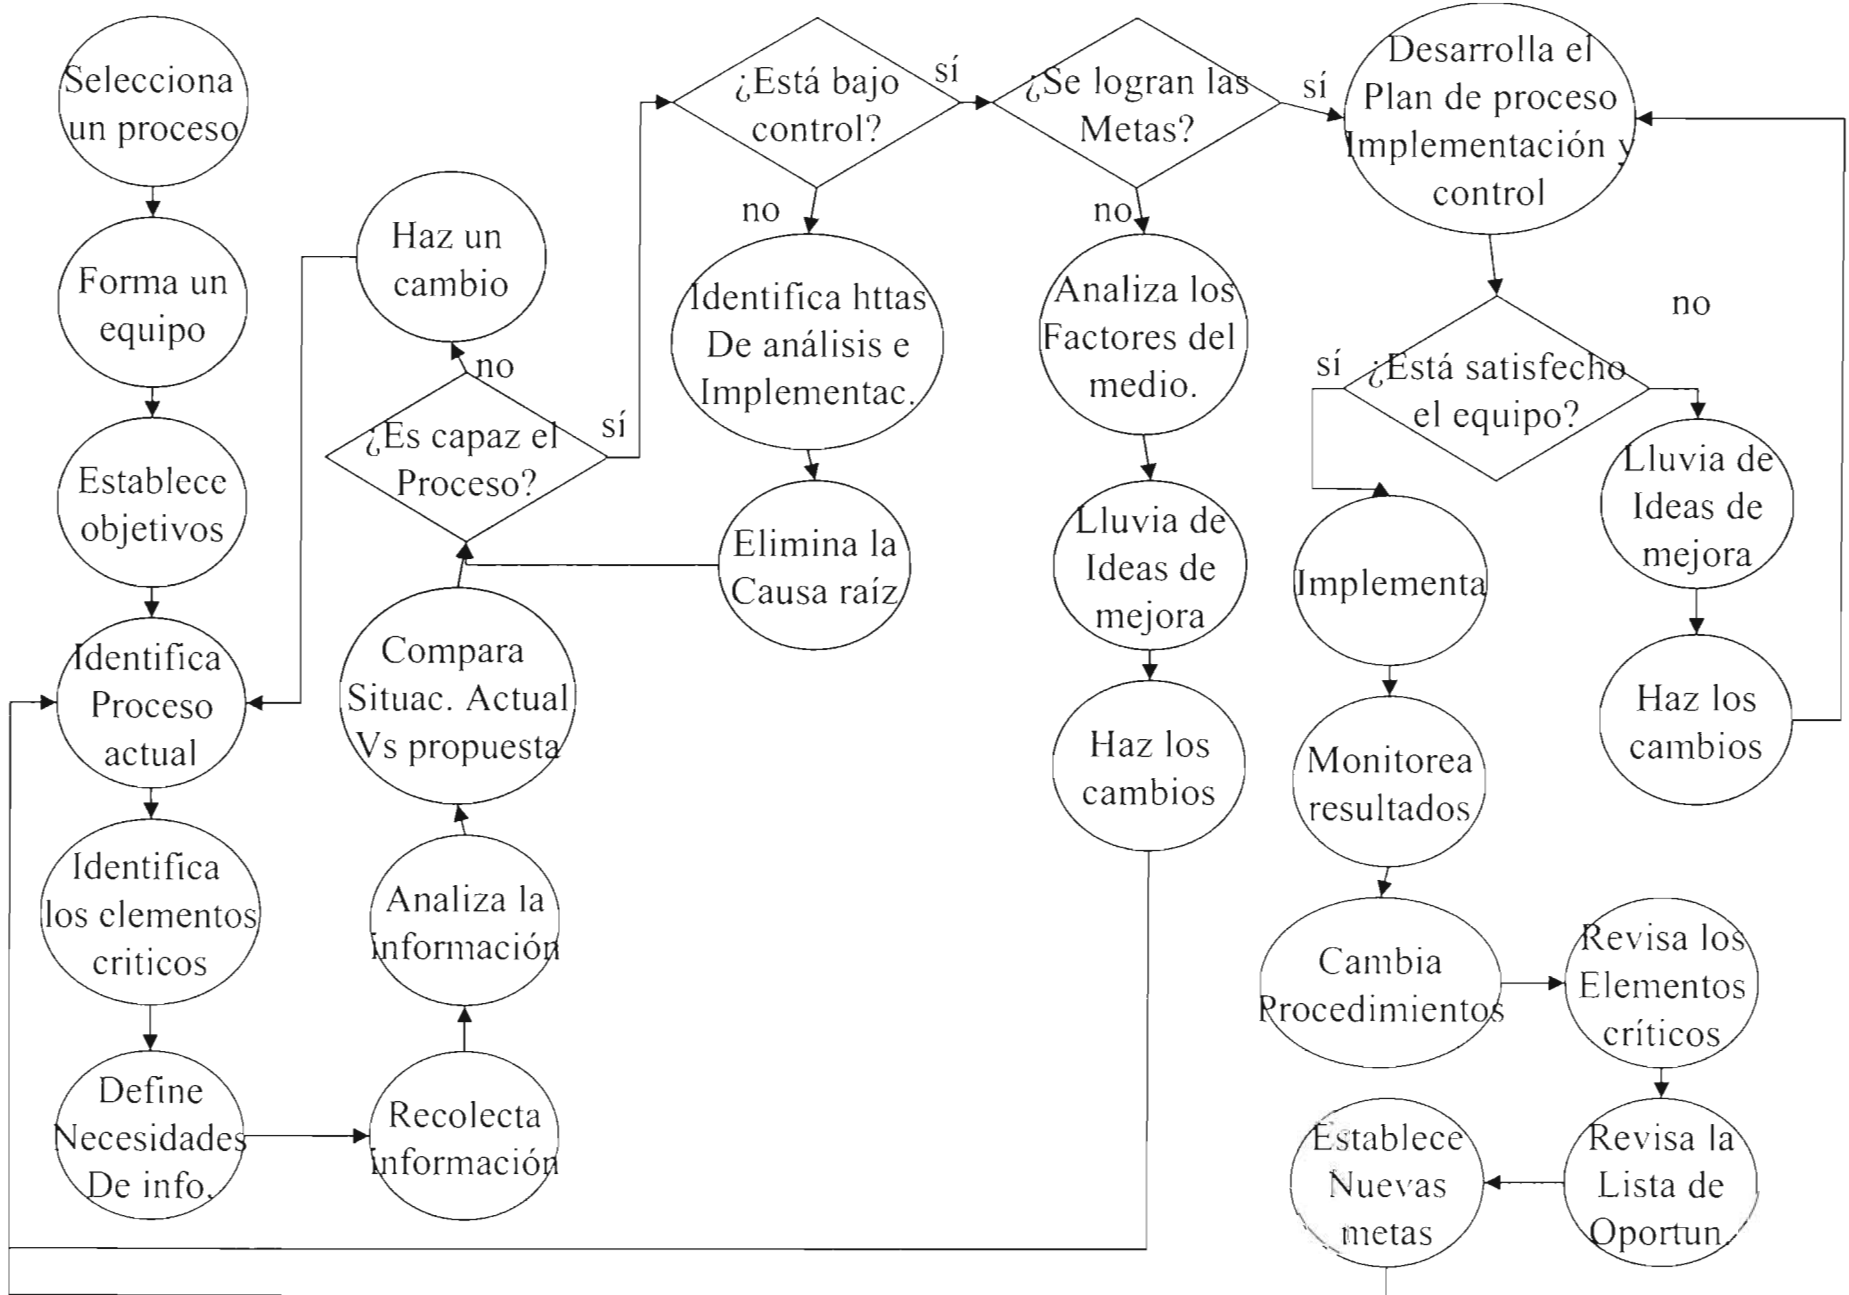 Selecciona
un proceso
Forma un
equipo
Establece
objetivos
Identifica
Proceso
actual
Identifica
los elementos
criticos
Define
Necesidades
De info.
Recolecta
información
Analiza la
información
Compara
Situac. Actual
Vs propuesta
¿Es capaz el
Proceso?
no
sí
Haz un
cambio
¿Está bajo
control?
sí
no
Identifica httas
De análisis e
Implementac.
Elimina la
Causa raíz
¿Se logran las
Metas?
sí
no
Analiza los
Factores del
medio.
Lluvia de
Ideas de
mejora
Haz los
cambios
Desarrolla el
Plan de proceso
Implementación y
control
¿Está satisfecho
el equipo?
sí
no
Lluvia de
Ideas de
mejora
Haz los
cambios
Implementa
Monitorea
resultados
Cambia
Procedimientos
Revisa los
Elementos
críticos
Revisa la
Lista de
Oportun.
Establece
Nuevas
metas